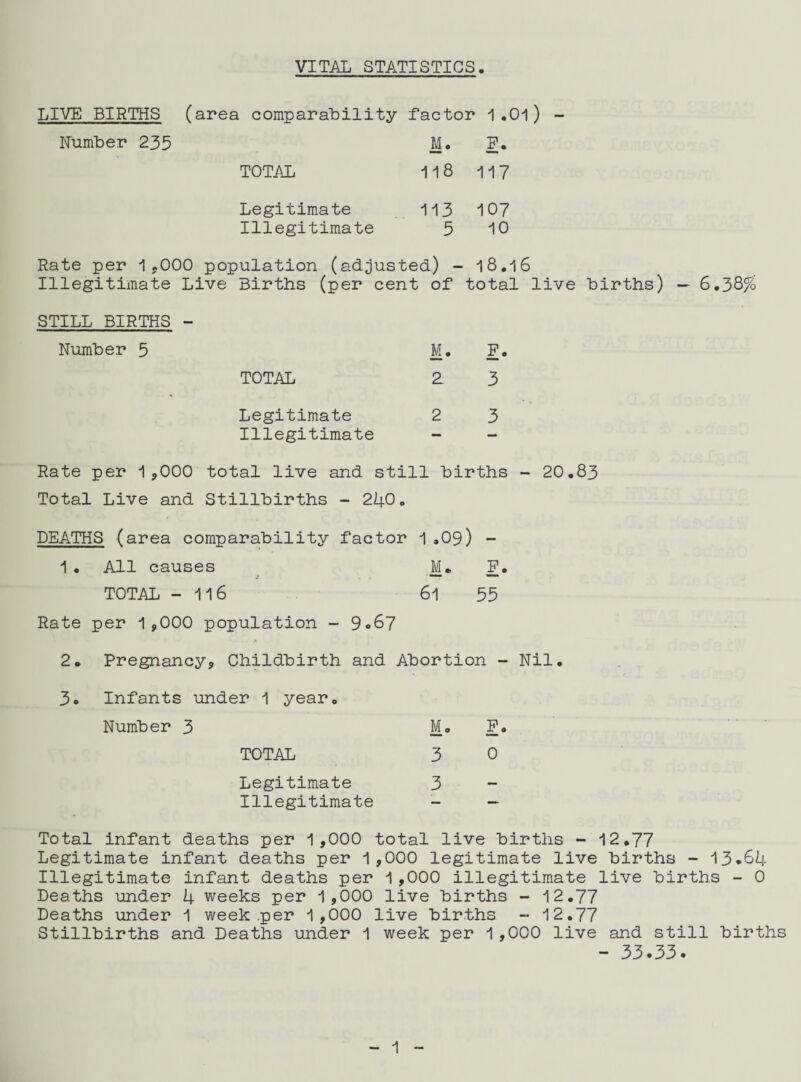 VITAL STATISTICS.
LIVE BIRTHS (area comparability factor 1.01) -
Number 235 M. F.
TOTAL 118 117
Legitimate 113 107
Illegitimate 5 10
Rate per 1,000 population (adjusted) - 18.16
Illegitimate Live Births (per cent of total live births) - 6.38%
STILL BIRTHS -
Number 5 M. F.
TOTAL 2 3
Legitimate 2 3
Illegitimate - -
Rate per 1,000 total live and still births - 20.83
Total Live and Stillbirths - 240.
DEATHS (area comparability factor 1.09) -
1. All causes M. F.
TOTAL - 116 61 55
Rate per 1,000 population - 9.67
2. Pregnancy, Childbirth and Abortion - Nil.
3. Infants under 1 year.
Number 3 M. F.
TOTAL 3 0
Legitimate 3 -
Illegitimate - -
Total infant deaths per 1,000 total live births - 12.77
Legitimate infant deaths per 1,000 legitimate live births - 13.64
Illegitimate infant deaths per 1,000 illegitimate live births - 0
Deaths under 4 weeks per 1,000 live births - 12.77
Deaths under 1 week per 1,000 live births - 12.77
Stillbirths and Deaths under 1 week per 1,000 live and still births
- 33.33.
- 1 -